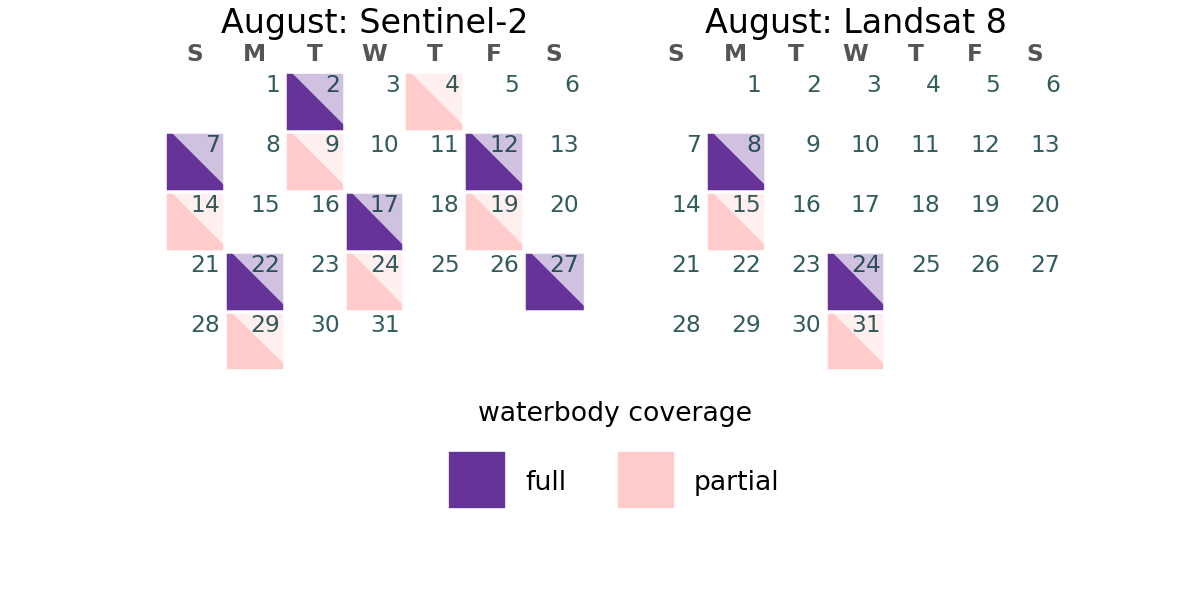 August: Sentinel-2
S M T W T F S
1 2 3 4 5 6
7 8 9 10 11 12 13
14 15 16 17 18 19 20
21 22 23 24 25 26 27
28 29 30 31
August: Landsat 8
S M T W T F S
1 2 3 4 5 6
7 8 9 10 11 12 13
14 15 16 17 18 19 20
21 22 23 24 25 26 27
28 29 30 31
waterbody coverage
full
partial